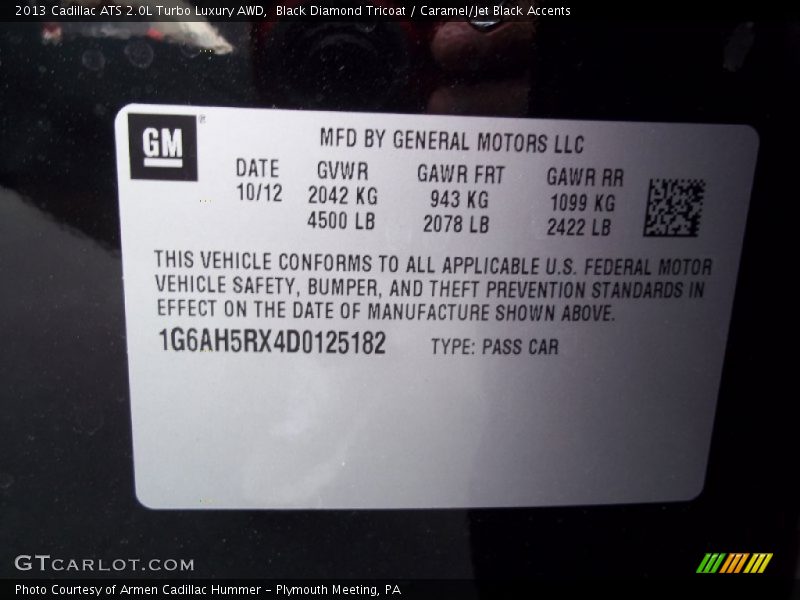 2013 Cadillac ATS 2.0L Turbo Luxury AWD,  Black Diamond Tricoat / Caramel/Jet Black Accents
GM ®
MFD BY GENERAL MOTORS LLC
DATE GVWR GAWR FRT GAWR RR
10/12 2042 KG 943 KG 1099 KG
4500 LB 2078 LB 2422 LB
THIS VEHICLE CONFORMS TO ALL APPLICABLE U.S. FEDERAL MOTOR
VEHICLE SAFETY, BUMPER, AND THEFT PREVENTION STANDARDS IN
EFFECT ON THE DATE OF MANUFACTURE SHOWN ABOVE.
1G6AH5RX4D0125182 TYPE: PASS CAR
GTCARLOT.COM
Photo Courtesy of Armen Cadillac Hummer - Plymouth Meeting, PA